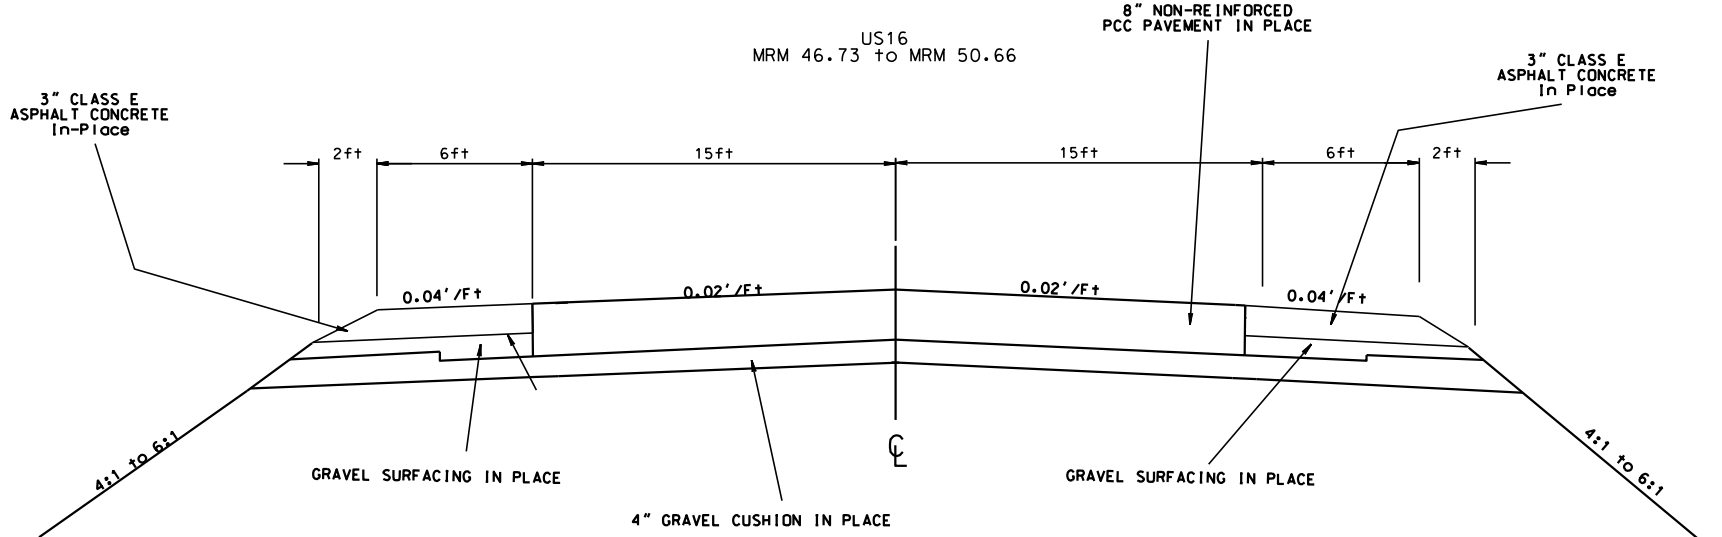 8" NON-REINFORCED
PCC PAVEMENT IN PLACE
US16
MRM 46.73 to MRM 50.66
3" CLASS E
ASPHALT CONCRETE
In Place
3" CLASS E
ASPHALT CONCRETE
In-Place
2ft
6ft
15ft
15ft
6ft
2ft
0.04'/Ft
0.02'/Ft
0.02'/Ft
0.04'/Ft
4:1 to 6:1
4:1 to 6:1
CL
GRAVEL SURFACING IN PLACE
GRAVEL SURFACING IN PLACE
4" GRAVEL CUSHION IN PLACE